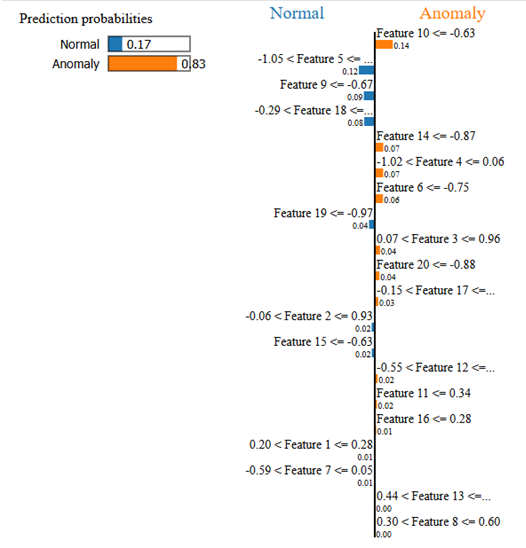 Prediction probabilities
Normal 0.17
Anomaly 0.83
Normal Anomaly
Feature 10 <= -0.63
0.14
-1.05 < Feature 5 <= ...
0.12
Feature 9 <= -0.67
0.09
-0.29 < Feature 18 <=...
0.08
Feature 14 <= -0.87
0.07
-1.02 < Feature 4 <= 0.06
0.07
Feature 6 <= -0.75
0.06
Feature 19 <= -0.97
0.04
0.07 < Feature 3 <= 0.96
0.04
Feature 20 <= -0.88
0.04
-0.15 < Feature 17 <=...
0.03
-0.06 < Feature 2 <= 0.93
0.02
Feature 15 <= -0.63
0.02
-0.55 < Feature 12 <=...
0.02
Feature 11 <= 0.34
0.02
Feature 16 <= 0.28
0.01
0.20 < Feature 1 <= 0.28
0.01
-0.59 < Feature 7 <= 0.05
0.01
0.44 < Feature 13 <=...
0.00
0.30 < Feature 8 <= 0.60
0.00